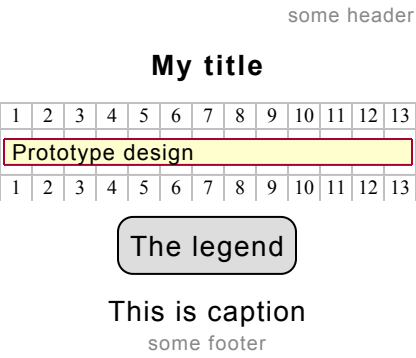 some header
My title
1 2 3 4 5 6 7 8 9 10 11 12 13
Prototype design
1 2 3 4 5 6 7 8 9 10 11 12 13
The legend
This is caption
some footer